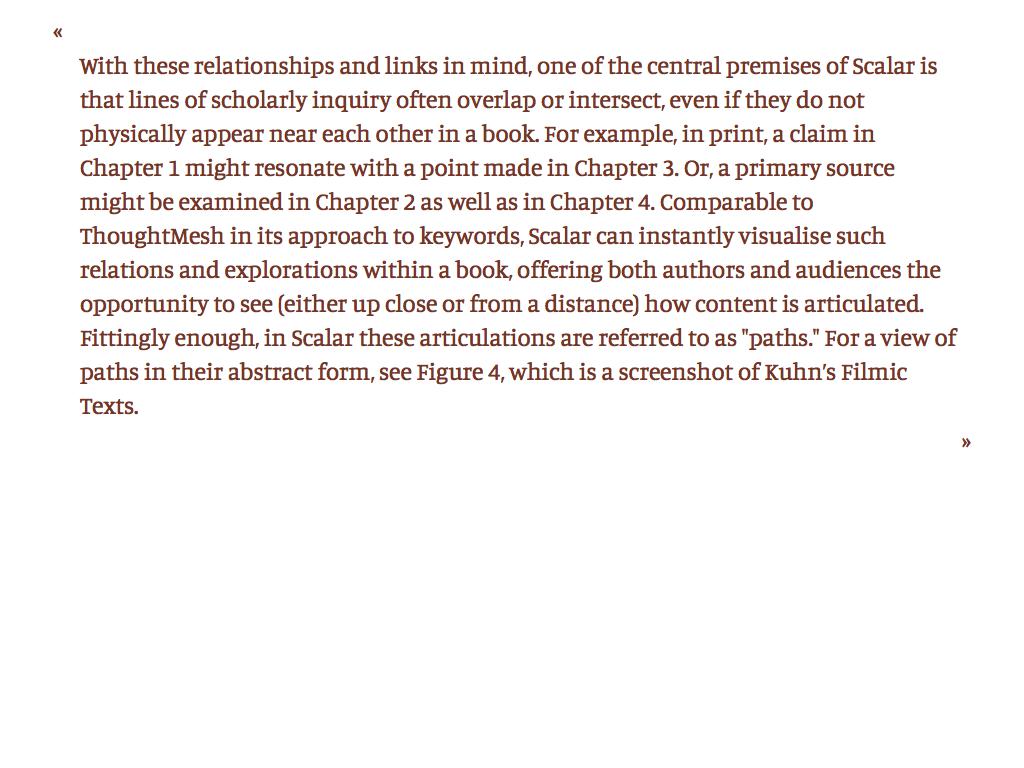 «
With these relationships and links in mind, one of the central premises of Scalar is
that lines of scholarly inquiry often overlap or intersect, even if they do not
physically appear near each other in a book. For example, in print, a claim in
Chapter 1 might resonate with a point made in Chapter 3. Or, a primary source
might be examined in Chapter 2 as well as in Chapter 4. Comparable to
ThoughtMesh in its approach to keywords, Scalar can instantly visualise such
relations and explorations within a book, offering both authors and audiences the
opportunity to see (either up close or from a distance) how content is articulated.
Fittingly enough, in Scalar these articulations are referred to as "paths." For a view of
paths in their abstract form, see Figure 4, which is a screenshot of Kuhn’s Filmic
Texts.
»